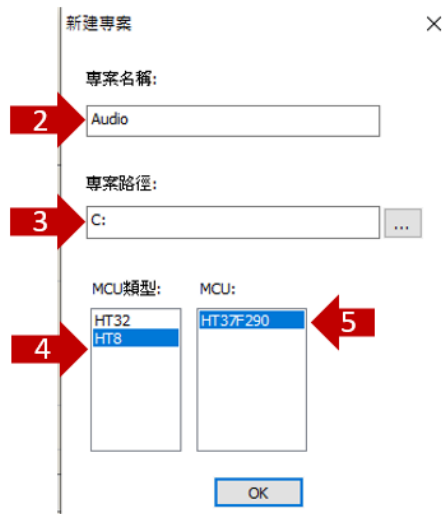 新建專案
專案名稱:
2
Audio
專案路徑:
3
C:
...
MCU類型:
MCU:
HT32
HT8
HT37F290
4
5
OK